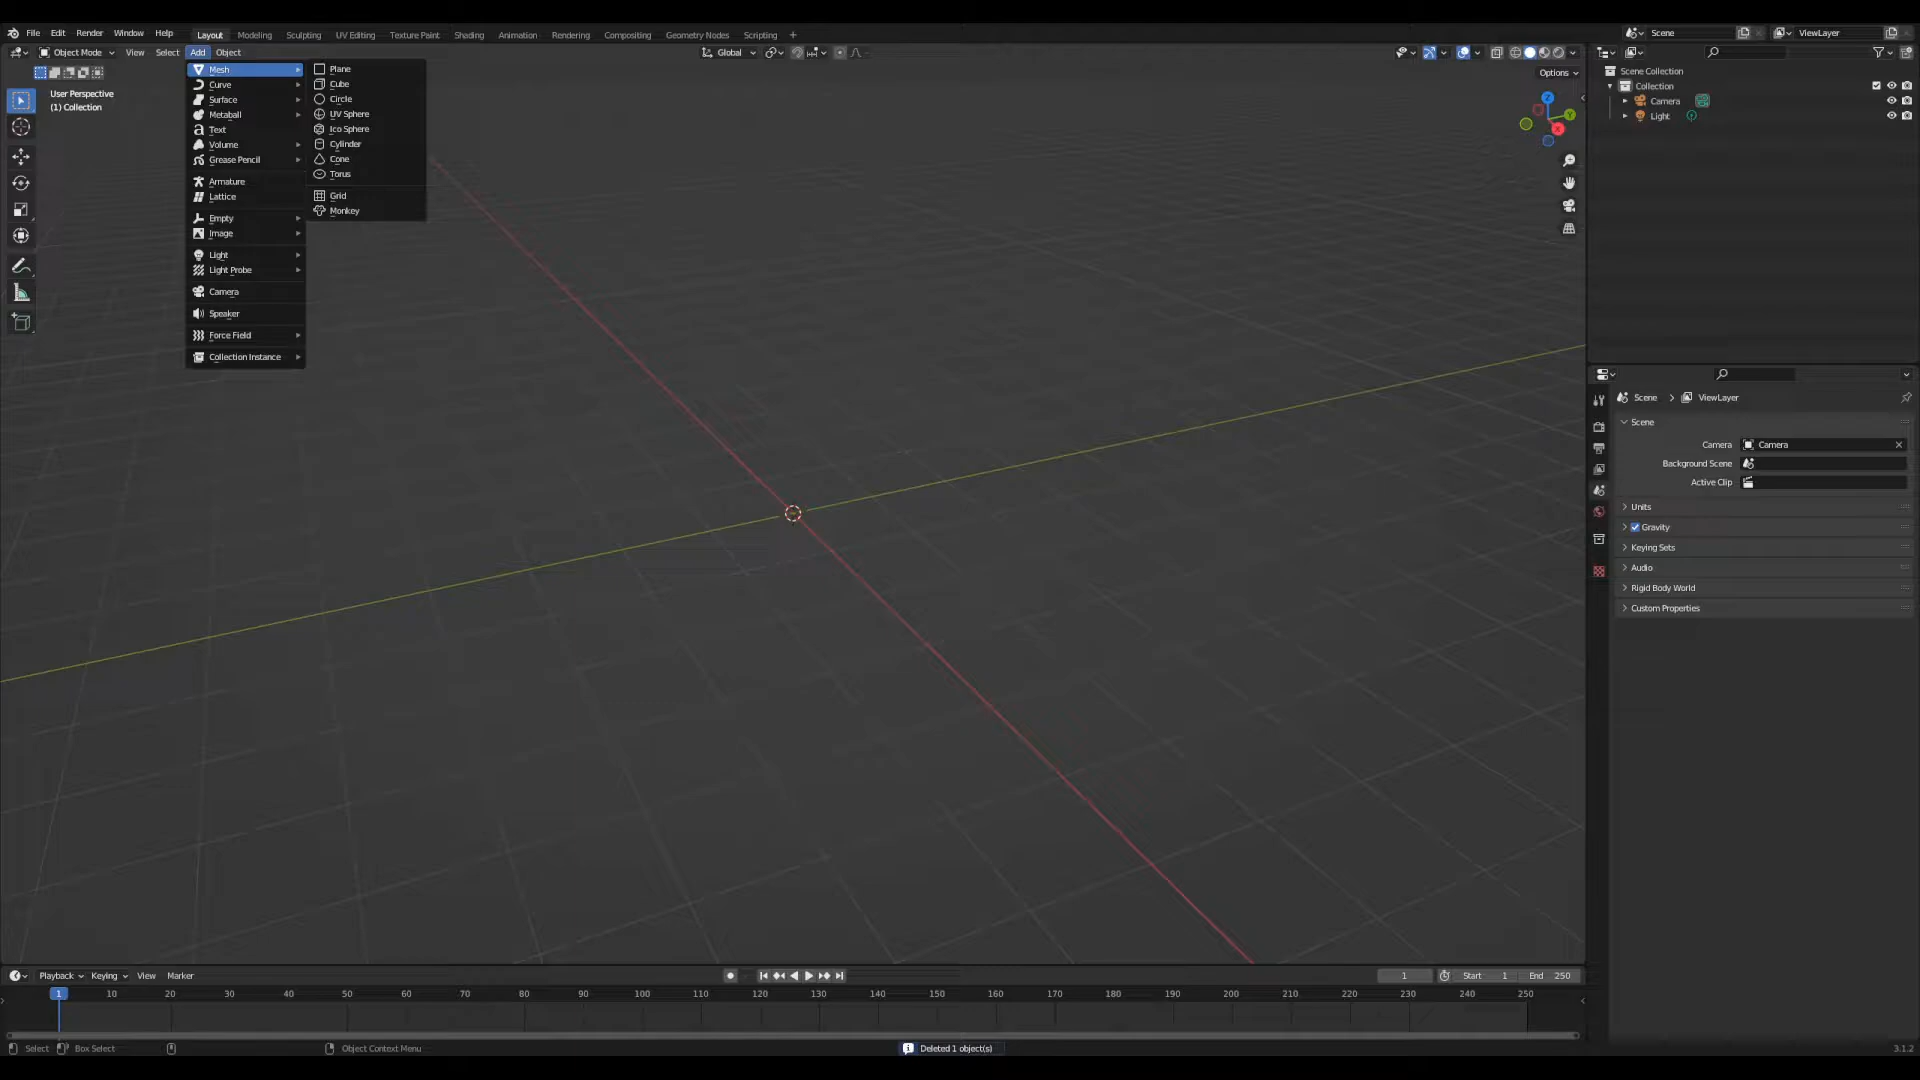 File Edit Render Window Help Layout Modeling Sculpting UV Editing Texture Paint Shading Animation Rendering Compositing Geometry Nodes Scripting + Scene ViewLayer
Object Mode View Select Add Object Global
Options
User Perspective
(1) Collection
Mesh
Curve
Surface
Metaball
Text
Volume
Grease Pencil
Armature
Lattice
Empty
Image
Light
Light Probe
Camera
Speaker
Force Field
Collection Instance
Plane
Cube
Circle
UV Sphere
Ico Sphere
Cylinder
Cone
Torus
Grid
Monkey
Z
Y
X
Scene Collection
Collection
Camera
Light
Scene > ViewLayer
Scene
Camera Camera
Background Scene
Active Clip
Units
Gravity
Keying Sets
Audio
Rigid Body World
Custom Properties
Playback Keying View Marker 1 Start 1 End 250
1 10 20 30 40 50 60 70 80 90 100 110 120 130 140 150 160 170 180 190 200 210 220 230 240 250
Select Box Select Object Context Menu Deleted 1 object(s) 3.1.2